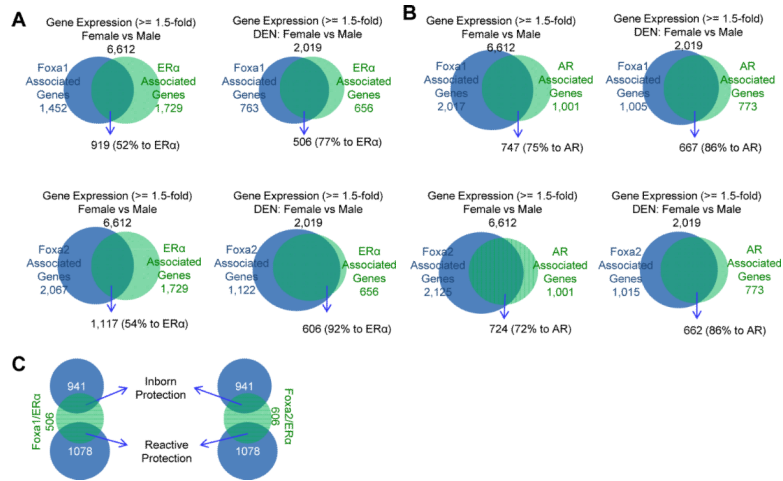 A
Gene Expression (>= 1.5-fold)
Female vs Male
6,612
Foxa1
Associated
Genes
1,452
ERα
Associated
Genes
1,729
919 (52% to ERα)
Gene Expression (>= 1.5-fold)
DEN: Female vs Male
2,019
Foxa1
Associated
Genes
763
ERα
Associated
Genes
656
506 (77% to ERα)
B
Gene Expression (>= 1.5-fold)
Female vs Male
6,612
Foxa1
Associated
Genes
2,017
AR
Associated
Genes
1,001
747 (75% to AR)
Gene Expression (>= 1.5-fold)
DEN: Female vs Male
2,019
Foxa1
Associated
Genes
1,005
AR
Associated
Genes
773
667 (86% to AR)
Gene Expression (>= 1.5-fold)
Female vs Male
6,612
Foxa2
Associated
Genes
2,067
ERα
Associated
Genes
1,729
1,117 (54% to ERα)
Gene Expression (>= 1.5-fold)
DEN: Female vs Male
2,019
Foxa2
Associated
Genes
1,122
ERα
Associated
Genes
656
606 (92% to ERα)
Gene Expression (>= 1.5-fold)
Female vs Male
6,612
Foxa2
Associated
Genes
2,125
AR
Associated
Genes
1,001
724 (72% to AR)
Gene Expression (>= 1.5-fold)
DEN: Female vs Male
2,019
Foxa2
Associated
Genes
1,015
AR
Associated
Genes
773
662 (86% to AR)
C
941
Foxa1/ERα
506
1078
Inborn
Protection
Reactive
Protection
941
Foxa2/ERα
606
1078